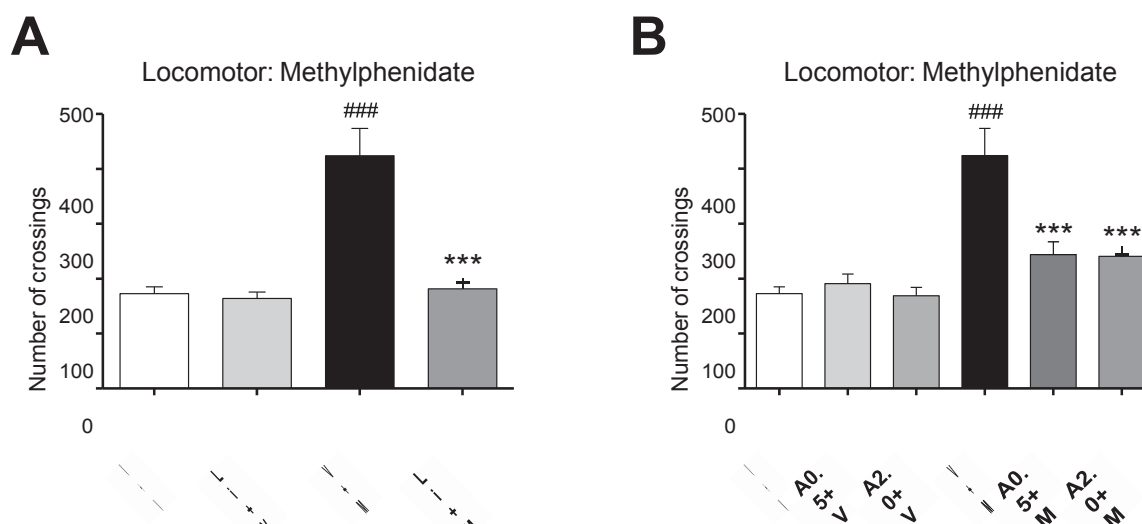 A
B
Locomotor: Methylphenidate
Locomotor: Methylphenidate
Number of crossings
500
400
300
200
100
0
###
***
L
i
+
L
i
+
M
Number of crossings
500
400
300
200
100
0
###
***
***
A0.
5+
V
A2.
0+
V
A0.
5+
M
A2.
0+
M